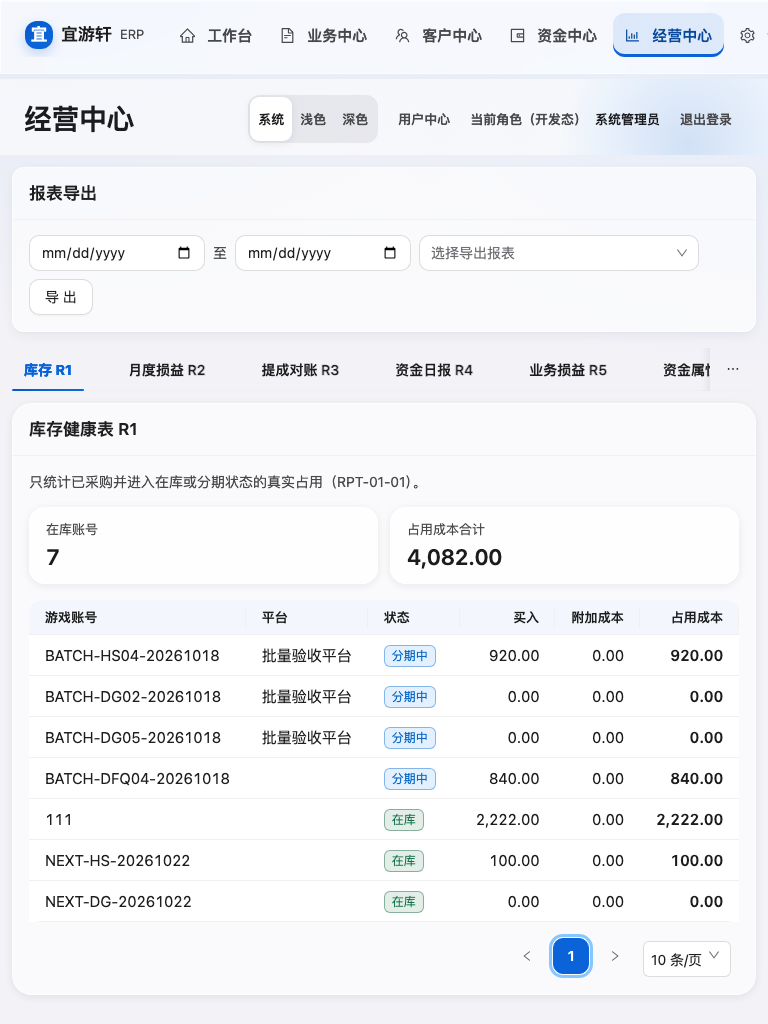 宜 宜游轩 ERP 工作台 业务中心 客户中心 资金中心 经营中心
经营中心 系统 浅色 深色 用户中心 当前角色（开发态） 系统管理员 退出登录
报表导出
mm/dd/yyyy 至 mm/dd/yyyy 选择导出报表
导 出
库存 R1 月度损益 R2 提成对账 R3 资金日报 R4 业务损益 R5 资金属 ···
库存健康表 R1
只统计已采购并进入在库或分期状态的真实占用（RPT-01-01）。
在库账号 占用成本合计
7 4,082.00
游戏账号 平台 状态 买入 附加成本 占用成本
BATCH-HS04-20261018 批量验收平台 分期中 920.00 0.00 920.00
BATCH-DG02-20261018 批量验收平台 分期中 0.00 0.00 0.00
BATCH-DG05-20261018 批量验收平台 分期中 0.00 0.00 0.00
BATCH-DFQ04-20261018 分期中 840.00 0.00 840.00
111 在库 2,222.00 0.00 2,222.00
NEXT-HS-20261022 在库 100.00 0.00 100.00
NEXT-DG-20261022 在库 0.00 0.00 0.00
< 1 > 10 条/页